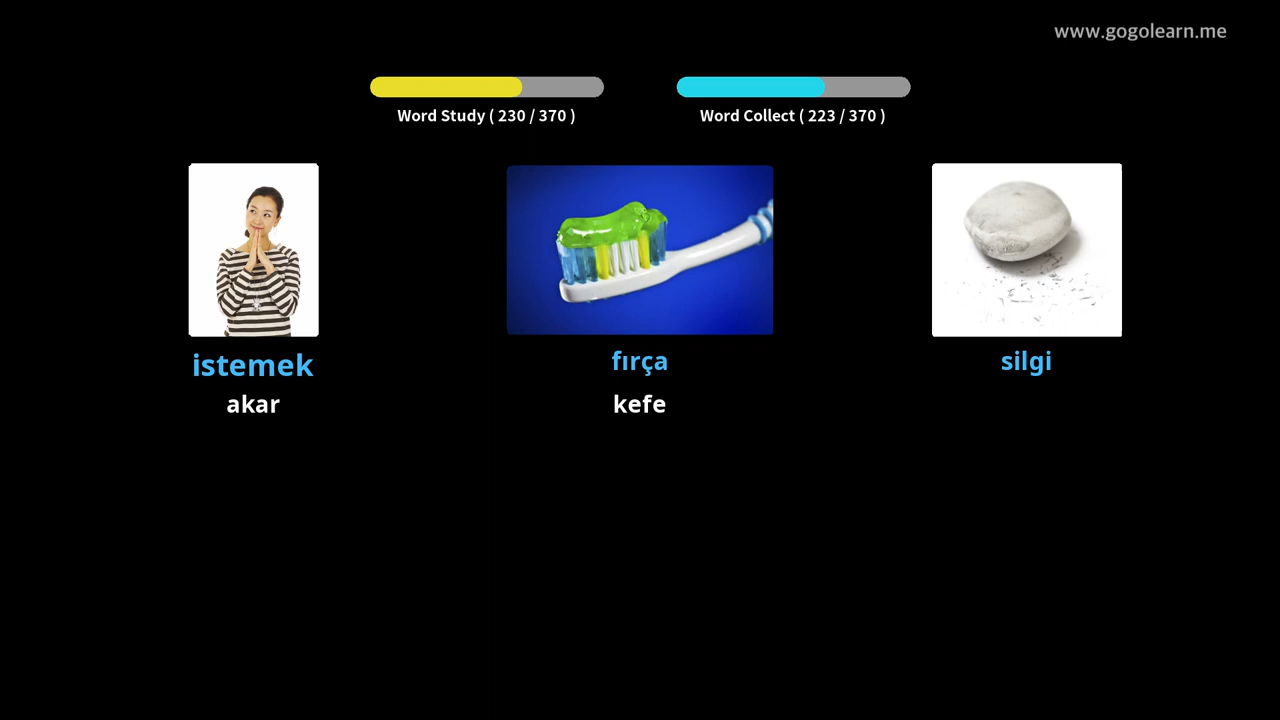 www.gogolearn.me
Word Study ( 230 / 370 )
Word Collect ( 223 / 370 )
istemek
fırça
silgi
akar
kefe